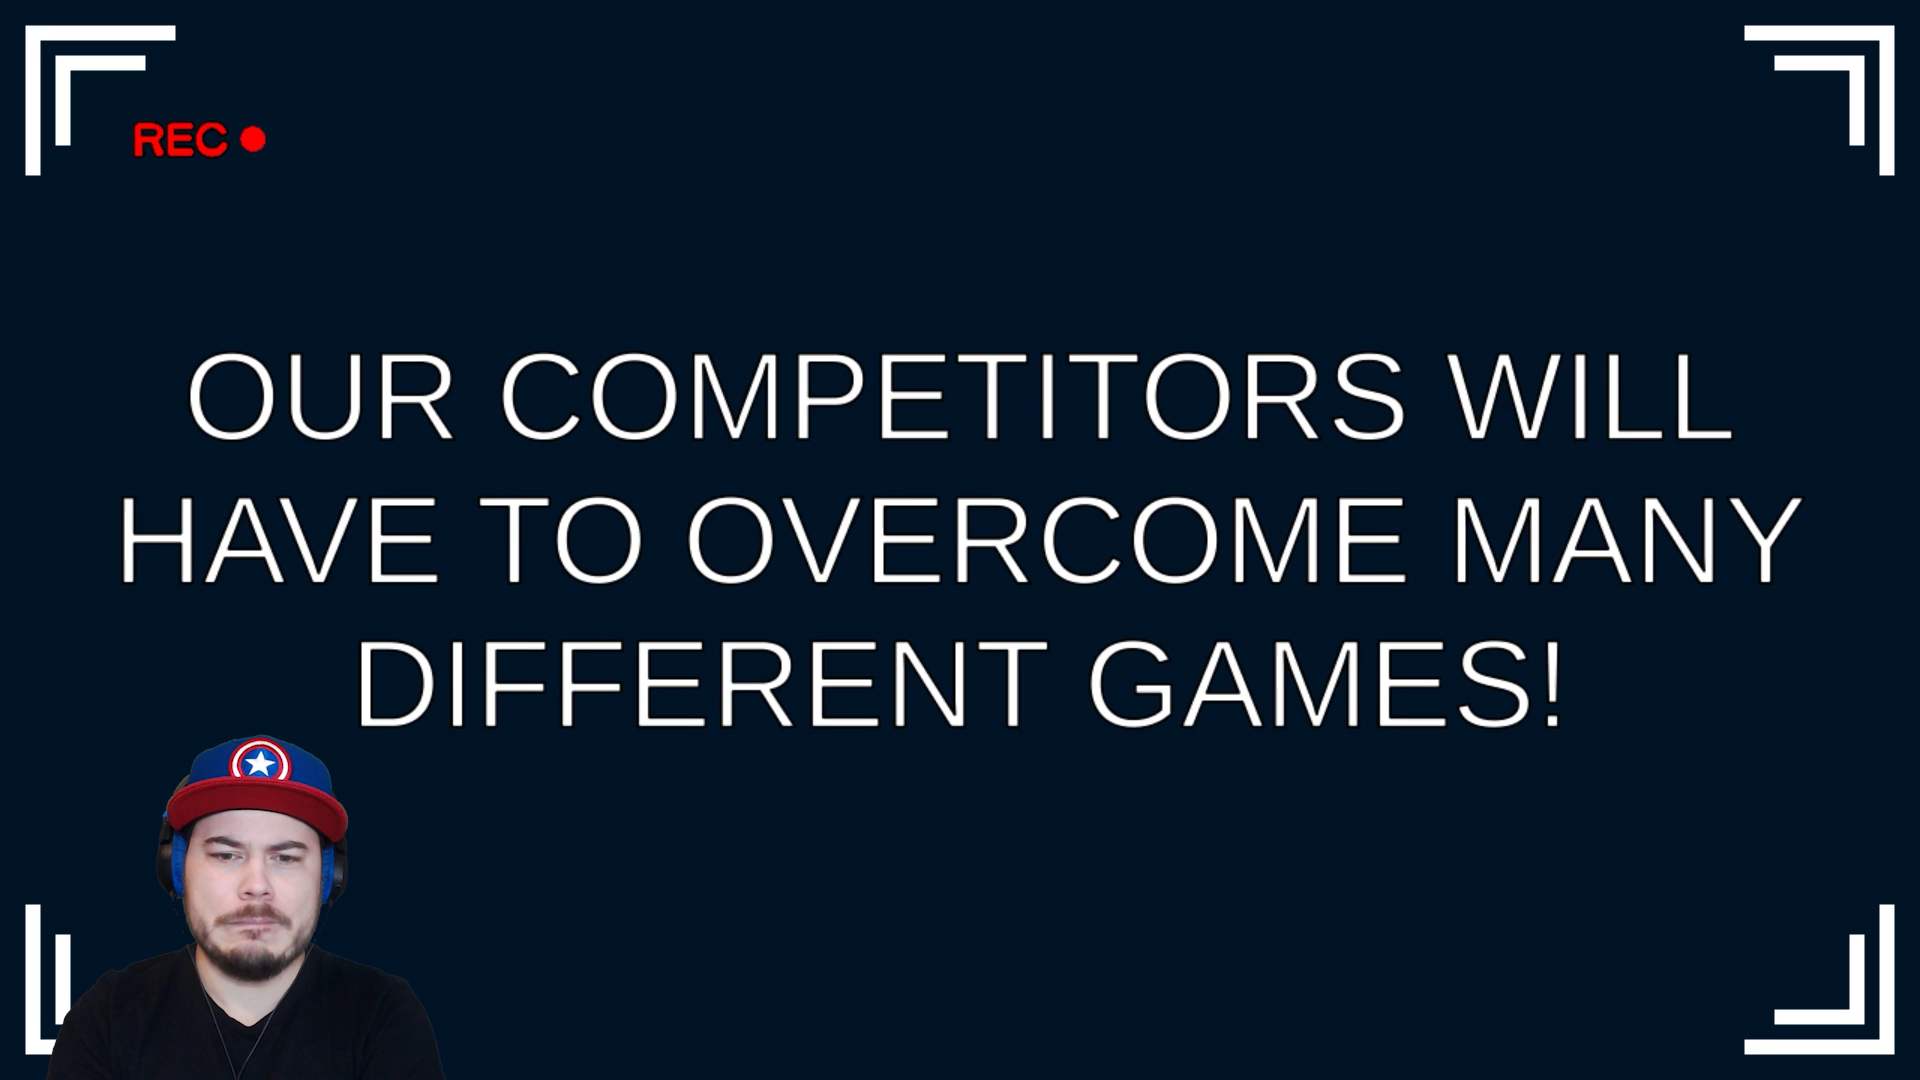 REC
OUR COMPETITORS WILL
HAVE TO OVERCOME MANY
DIFFERENT GAMES!